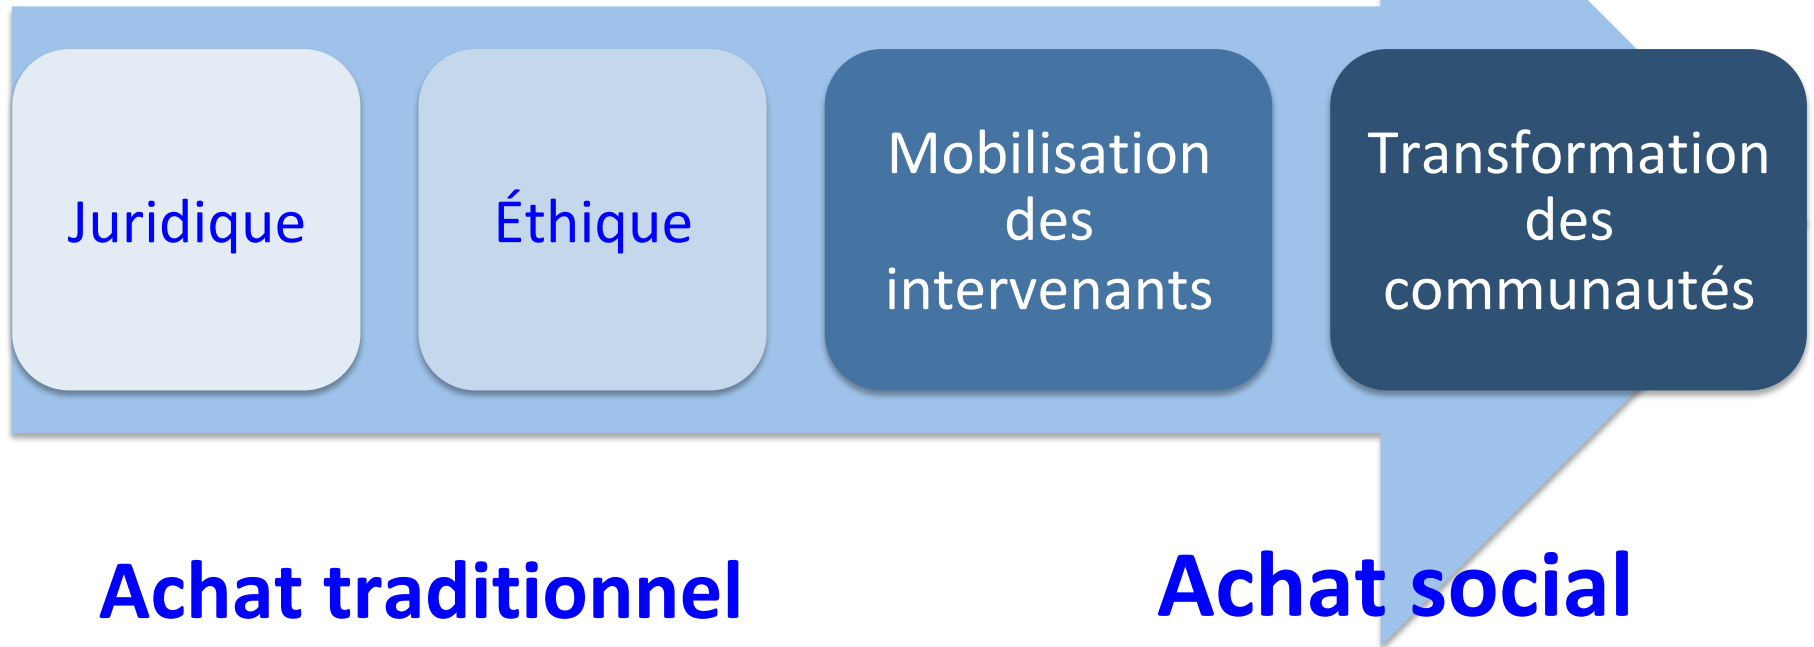 Juridique
Éthique
Mobilisation
des
intervenants
Transformation
des
communautés
Achat traditionnel
Achat social